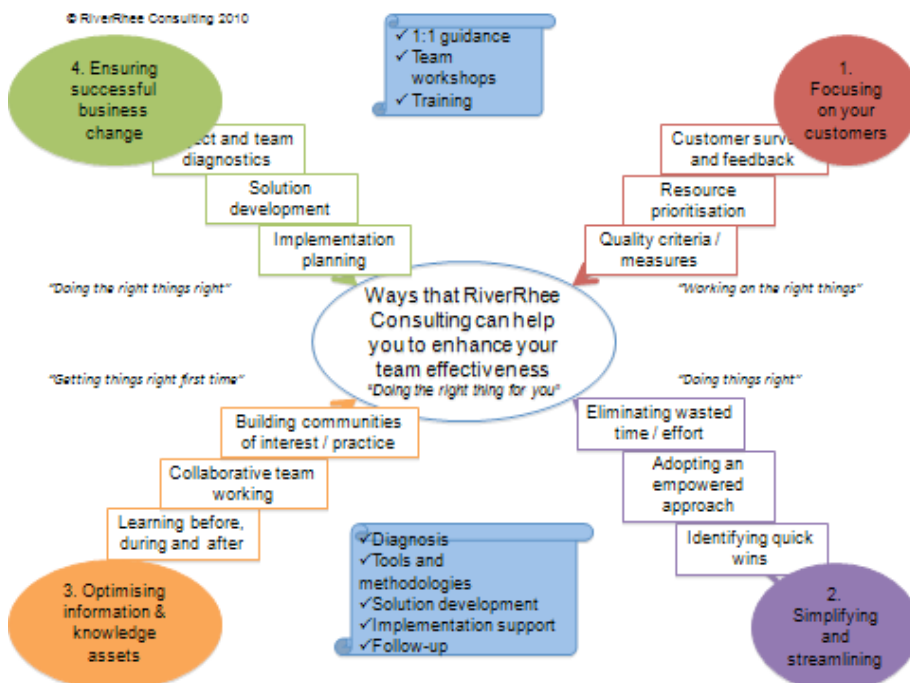 © RiverRhee Consulting 2010
4. Ensuring
successful
business
change
✓ 1:1 guidance
✓ Team
workshops
✓ Training
1.
Focusing
on your
customers
and team
diagnostics
Solution
development
Implementation
planning
Customer
and feedback
Resource
prioritisation
Quality criteria /
measures
"Doing the right things right"
"Working on the right things"
Ways that RiverRhee
Consulting can help
you to enhance your
team effectiveness
"Doing the right thing for you"
"Getting things right first time"
"Doing things right"
Building communities
of interest / practice
Collaborative team
working
Learning before,
during and after
Eliminating wasted
time / effort
Adopting an
empowered
approach
Identifying quick
wins
3. Optimising
information &
knowledge
assets
✓Diagnosis
✓Tools and
methodologies
✓Solution development
✓Implementation support
✓Follow-up
2.
Simplifying
and
streamlining